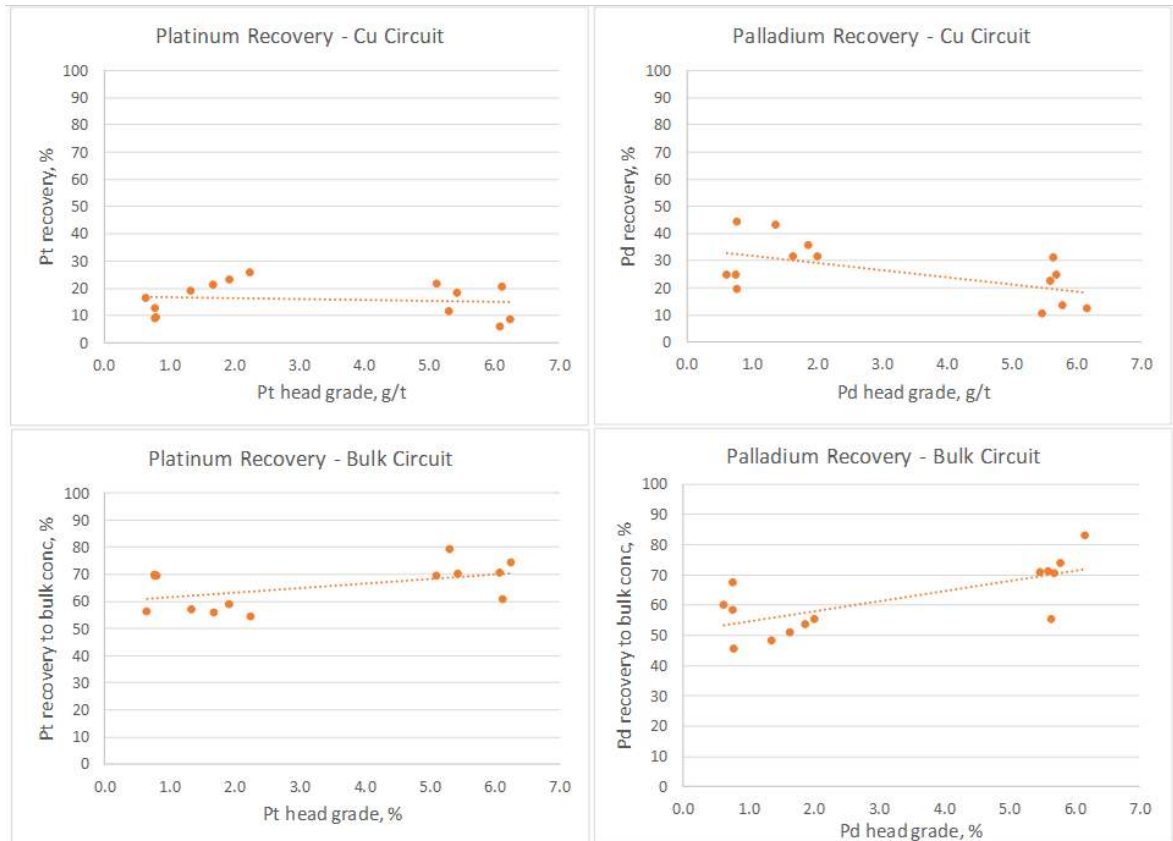 Platinum Recovery - Cu Circuit
100
90
80
70
60
50
40
30
20
10
0
Pt recovery, %
0.0 1.0 2.0 3.0 4.0 5.0 6.0 7.0
Pt head grade, g/t
Palladium Recovery - Cu Circuit
100
90
80
70
60
50
40
30
20
10
0
Pd recovery, %
0.0 1.0 2.0 3.0 4.0 5.0 6.0 7.0
Pd head grade, g/t
Platinum Recovery - Bulk Circuit
100
90
80
70
60
50
40
30
20
10
0
Pt recovery to bulk conc, %
0.0 1.0 2.0 3.0 4.0 5.0 6.0 7.0
Pt head grade, %
Palladium Recovery - Bulk Circuit
100
90
80
70
60
50
40
30
20
10
0
Pd recovery to bulk conc, %
0.0 1.0 2.0 3.0 4.0 5.0 6.0 7.0
Pd head grade, %